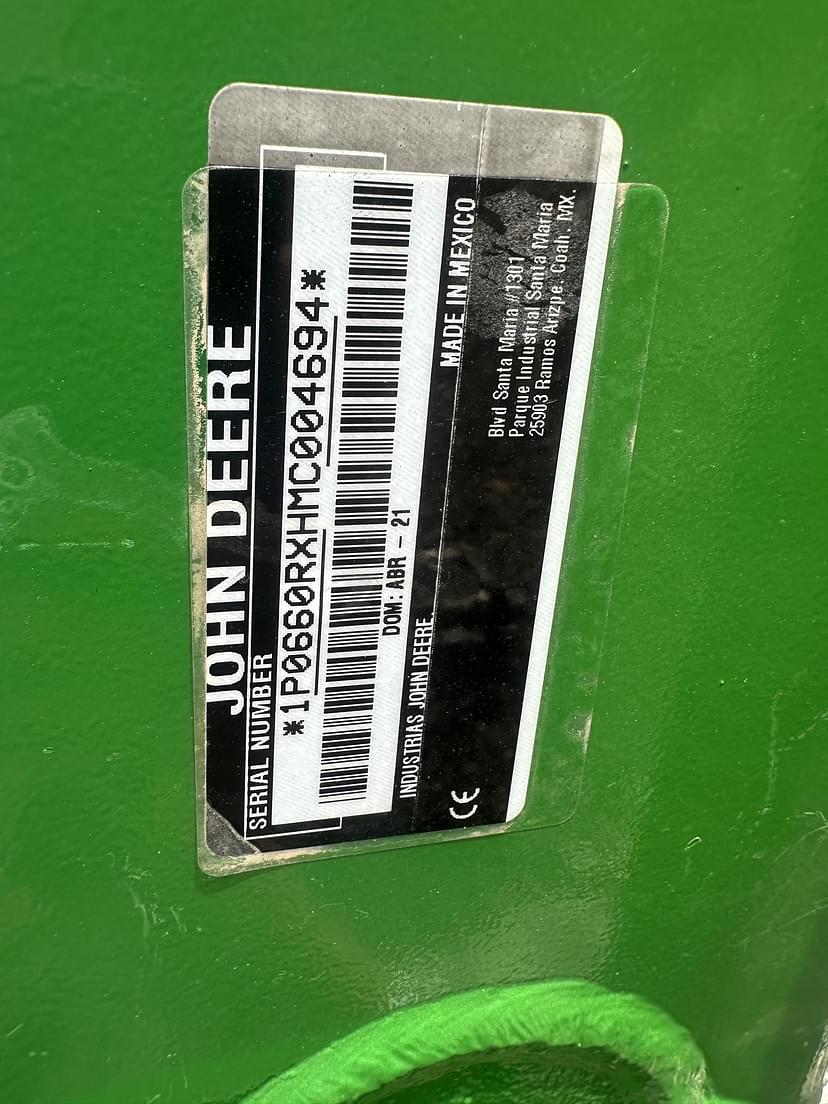 JOHN DEERE
SERIAL NUMBER
*1P0660RXHMC004694*
DOM: ABR - 21
INDUSTRIAS JOHN DEERE.
MADE IN MEXICO
CE
Blvd Santa Maria #1301
Parque Industrial Santa Maria
25903 Ramos Arizpe. Coah. MX.